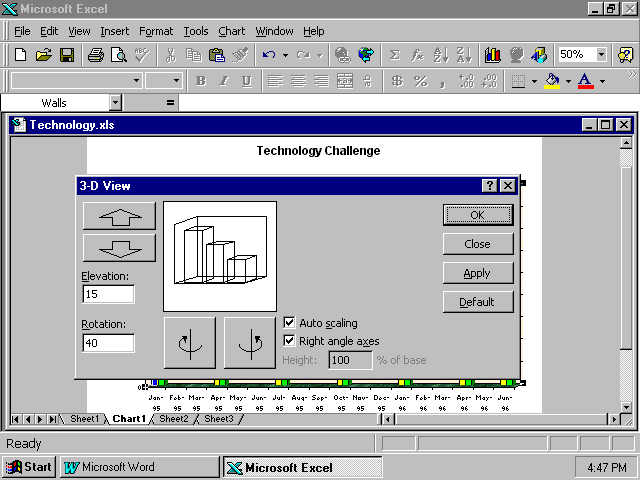 Microsoft Excel
File Edit View Insert Format Tools Chart Window Help
50%
B I U $ % ,
Walls =
Technology.xls
Technology Challenge
3-D View
OK
Close
Apply
Default
Elevation:
15
Rotation:
40
Auto scaling
Right angle axes
Height: 100 % of base
0
Jan- Feb- Mar- Apr- May- Jun- Jul- Aug- Sep- Oct- Nov- Dec- Jan- Feb- Mar- Apr- May- Jun-
95 95 95 95 95 95 95 95 95 95 95 95 96 96 96 96 96 96
Sheet1 Chart1 Sheet2 Sheet3
Ready
Start Microsoft Word Microsoft Excel 4:47 PM